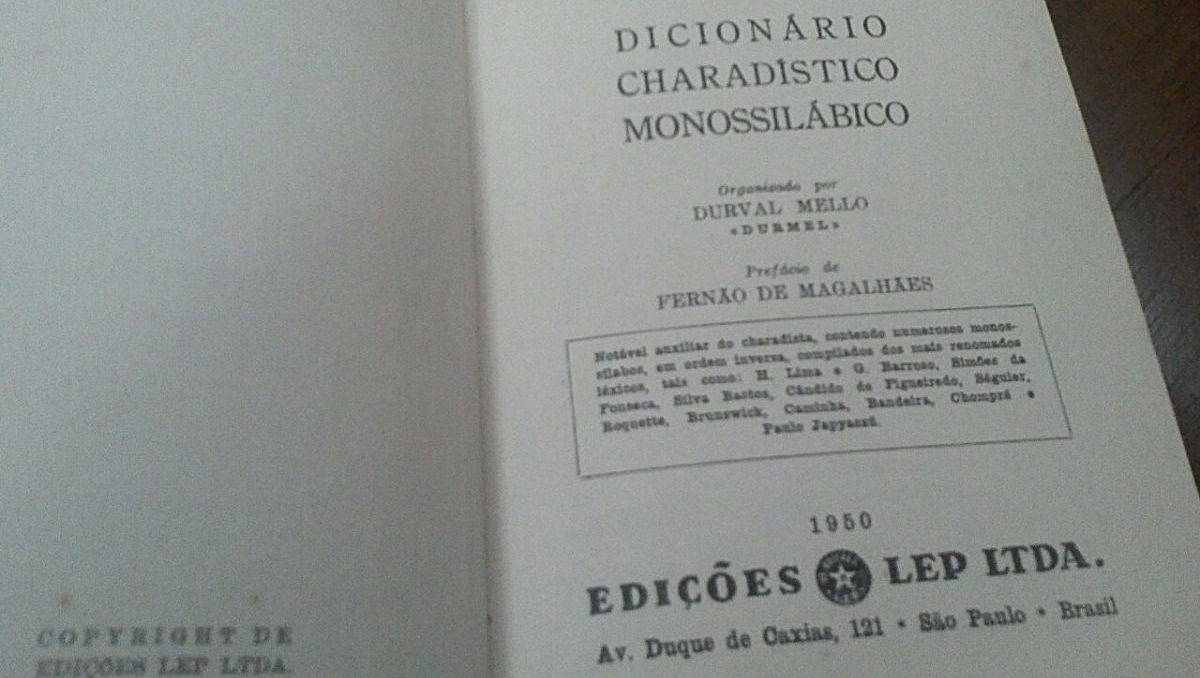 COPYRIGHT DE
EDIÇÕES LEP LTDA.
DICIONÁRIO
CHARADÍSTICO
MONOSSILÁBICO
Organizado por
DURVAL MELLO
«DURMEL»
Prefácio de
FERNÃO DE MAGALHÃES
Notável auxiliar do charadista, contendo numerosos monos-
sílabos, em ordem inversa, compilados dos mais renomados
léxicos, tais como: H. Lima e G. Barroso, Simões da
Fonseca, Silva Bastos, Cândido de Figueiredo, Séguier,
Roquette, Brunswick, Caminha, Bandeira, Chompré e
Paulo Japyassú.
1950
EDIÇÕES LEP LTDA.
Av. Duque de Caxias, 121 • São Paulo • Brasil